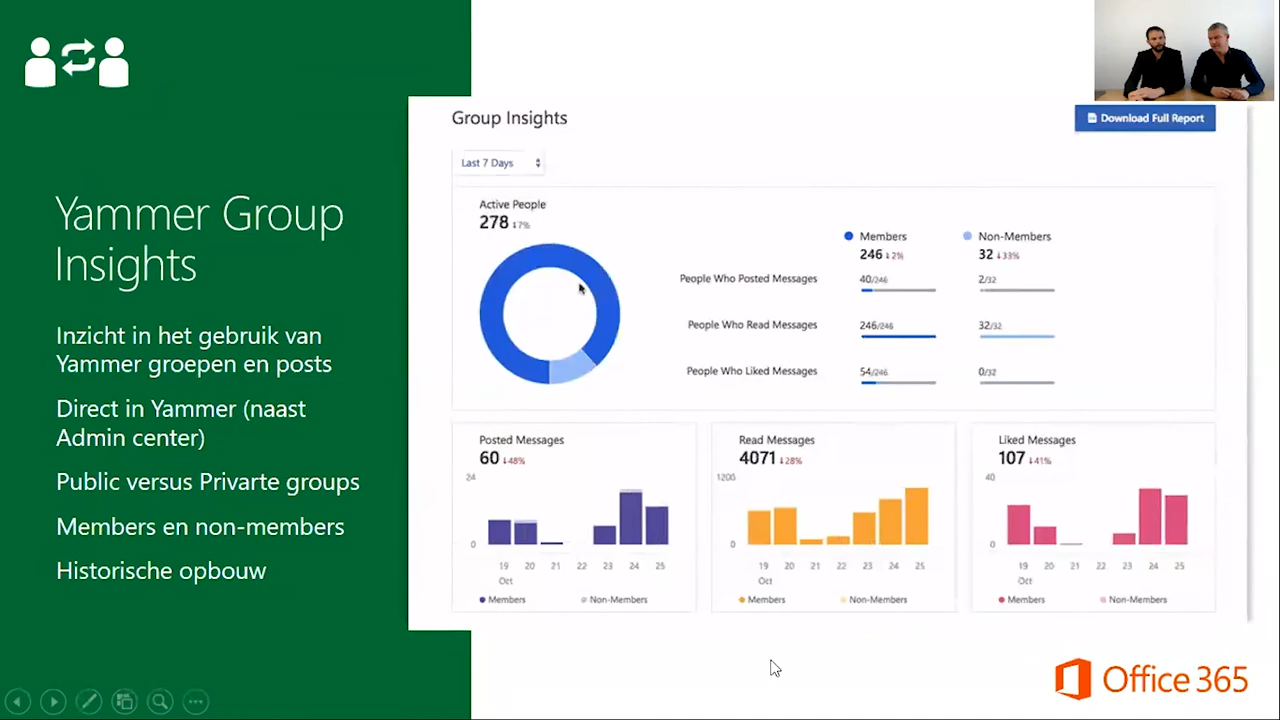 Yammer Group
Insights
Inzicht in het gebruik van
Yammer groepen en posts
Direct in Yammer (naast
Admin center)
Public versus Privarte groups
Members en non-members
Historische opbouw
Group Insights
Download Full Report
Last 7 Days
Active People
278 ↓7%
Members
Non-Members
246 ↓2%
32 ↓33%
People Who Posted Messages
40/246
2/32
People Who Read Messages
246/246
32/32
People Who Liked Messages
54/246
0/32
Posted Messages
60 ↓48%
24
0
19 20 21 22 23 24 25
Oct
Members Non-Members
Read Messages
4071 ↓28%
1200
0
19 20 21 22 23 24 25
Oct
Members Non-Members
Liked Messages
107 ↓41%
40
0
19 20 21 22 23 24 25
Oct
Members Non-Members
Office 365